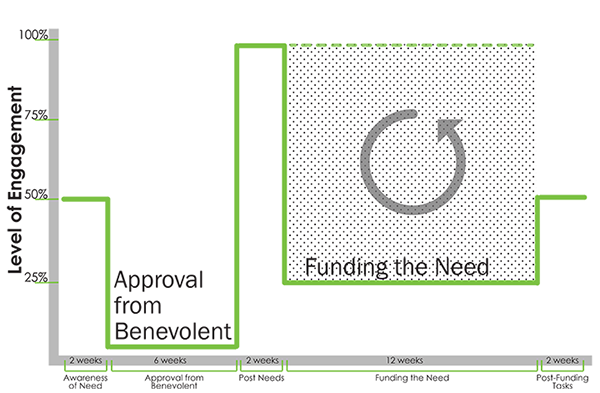 100%
75%
50%
25%
Level of Engagement
Approval
from
Benevolent
Funding the Need
2 weeks
6 weeks
2 weeks
12 weeks
2 weeks
Awareness
of Need
Approval from
Benevolent
Post Needs
Funding the Need
Post-Funding
Tasks